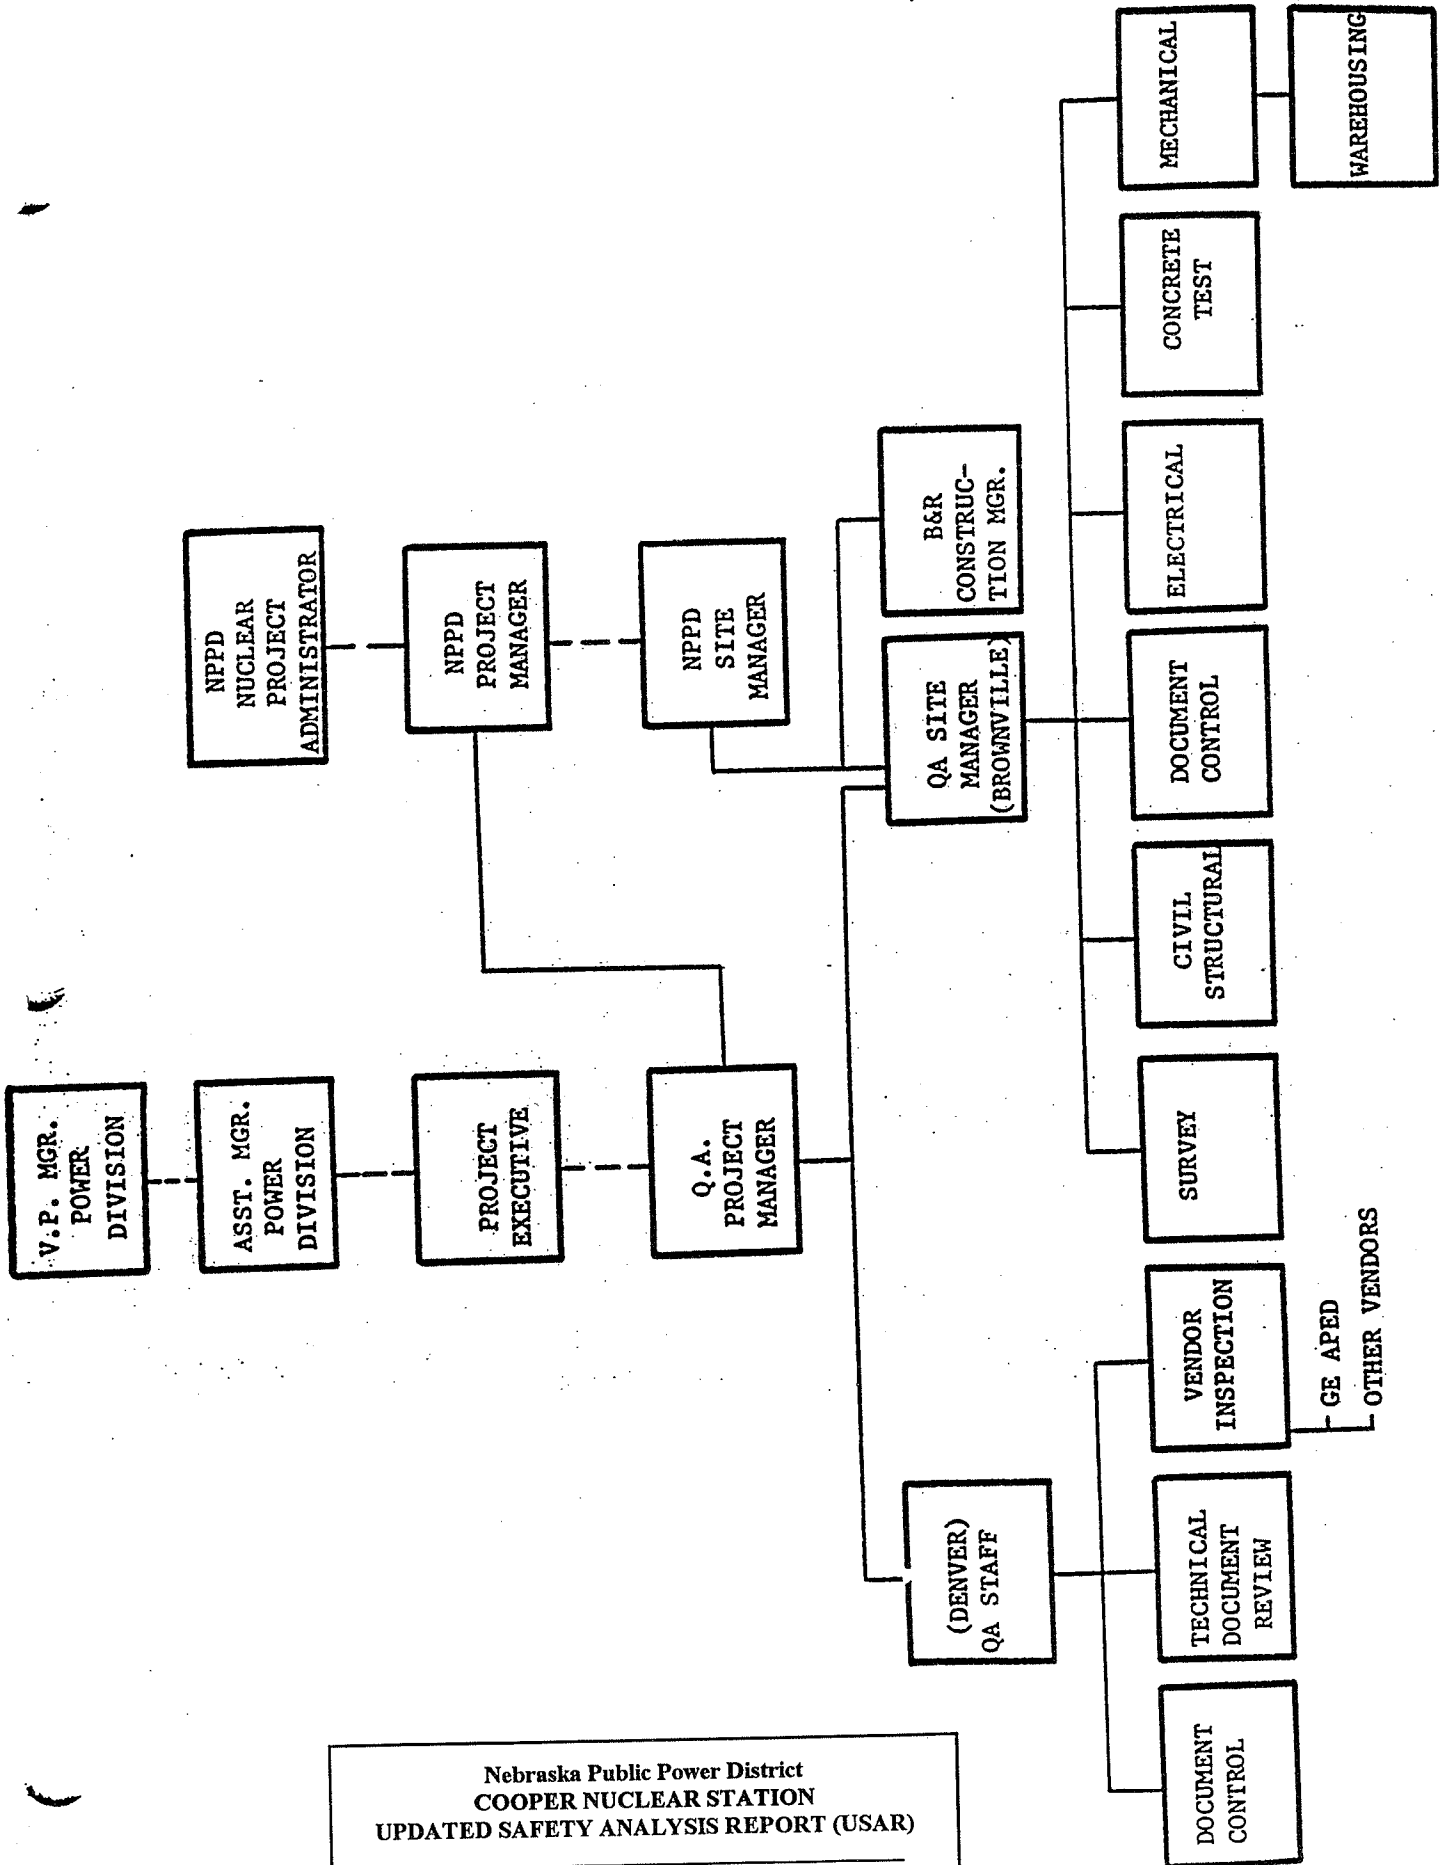 V.P. MGR.
POWER
DIVISION
ASST. MGR.
POWER
DIVISION
PROJECT
EXECUTIVE
Q.A.
PROJECT
MANAGER
NPPD
NUCLEAR
PROJECT
ADMINISTRATOR
NPPD
PROJECT
MANAGER
NPPD
SITE
MANAGER
(DENVER)
QA STAFF
QA SITE
MANAGER
(BROWNVILLE)
B&R
CONSTRUC-
TION MGR.
DOCUMENT
CONTROL
TECHNICAL
DOCUMENT
REVIEW
VENDOR
INSPECTION
GE APED
OTHER VENDORS
SURVEY
CIVIL
STRUCTURAL
DOCUMENT
CONTROL
ELECTRICAL
CONCRETE
TEST
MECHANICAL
WAREHOUSING
Nebraska Public Power District
COOPER NUCLEAR STATION
UPDATED SAFETY ANALYSIS REPORT (USAR)